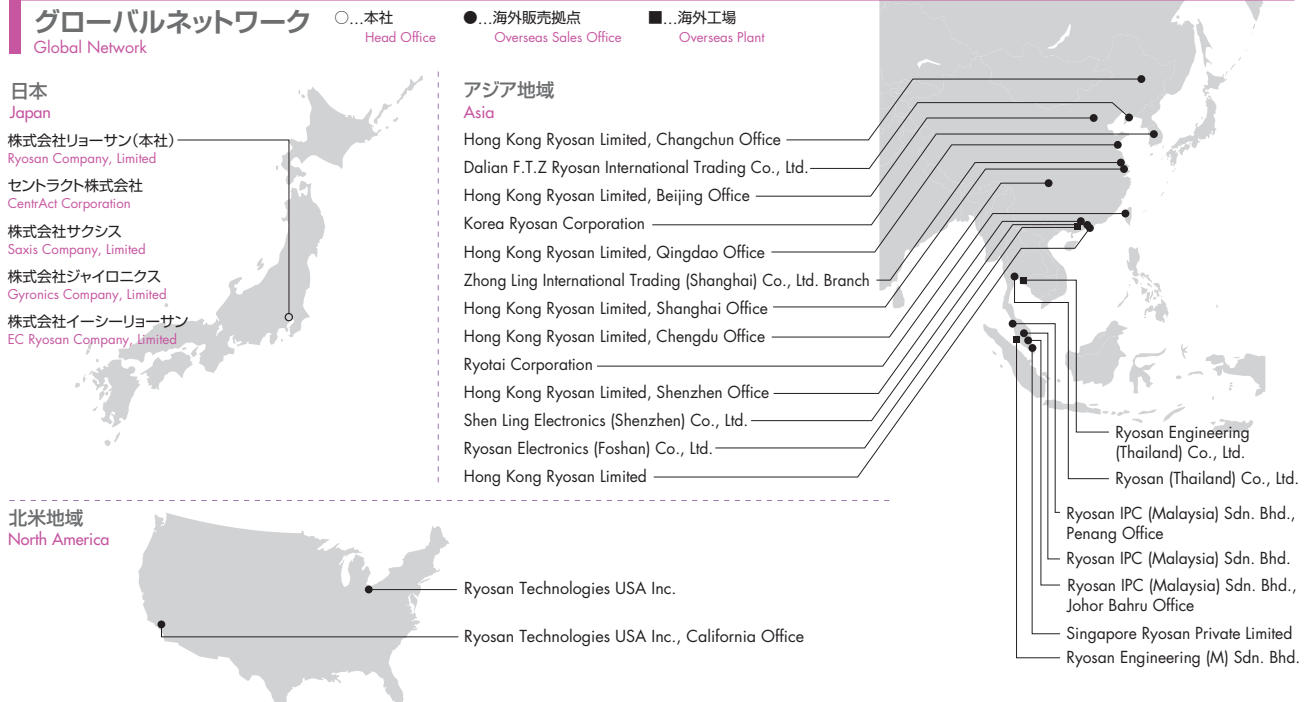 グローバルネットワーク
Global Network
○…本社
Head Office
●…海外販売拠点
Overseas Sales Office
■…海外工場
Overseas Plant
日本
Japan
株式会社リョーサン(本社)
Ryosan Company, Limited
セントラクト株式会社
CentrAct Corporation
株式会社サクシス
Saxis Company, Limited
株式会社ジャイロニクス
Gyronics Company, Limited
株式会社イーシーリョーサン
EC Ryosan Company, Limited
アジア地域
Asia
Hong Kong Ryosan Limited, Changchun Office
Dalian F.T.Z Ryosan International Trading Co., Ltd.
Hong Kong Ryosan Limited, Beijing Office
Korea Ryosan Corporation
Hong Kong Ryosan Limited, Qingdao Office
Zhong Ling International Trading (Shanghai) Co., Ltd. Branch
Hong Kong Ryosan Limited, Shanghai Office
Hong Kong Ryosan Limited, Chengdu Office
Ryotai Corporation
Hong Kong Ryosan Limited, Shenzhen Office
Shen Ling Electronics (Shenzhen) Co., Ltd.
Ryosan Electronics (Foshan) Co., Ltd.
Hong Kong Ryosan Limited
Ryosan Engineering
(Thailand) Co., Ltd.
Ryosan (Thailand) Co., Ltd.
Ryosan IPC (Malaysia) Sdn. Bhd.,
Penang Office
Ryosan IPC (Malaysia) Sdn. Bhd.
Ryosan IPC (Malaysia) Sdn. Bhd.,
Johor Bahru Office
Singapore Ryosan Private Limited
Ryosan Engineering (M) Sdn. Bhd.
北米地域
North America
Ryosan Technologies USA Inc.
Ryosan Technologies USA Inc., California Office